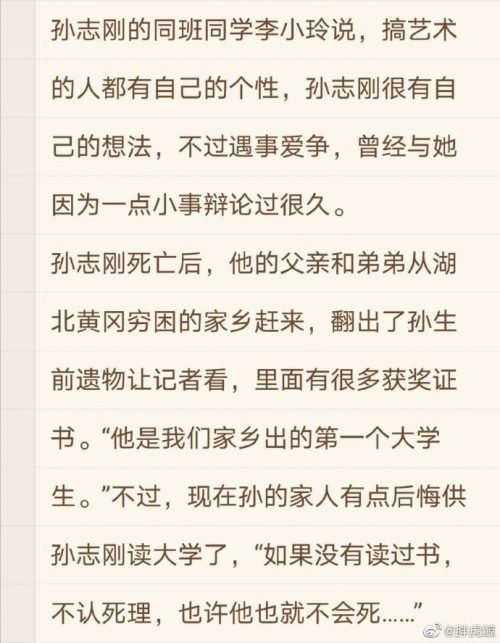 孙志刚的同班同学李小玲说，搞艺术
的人都有自己的个性，孙志刚很有自
己的想法，不过遇事爱争，曾经与她
因为一点小事辩论过很久。
孙志刚死亡后，他的父亲和弟弟从湖
北黄冈穷困的家乡赶来，翻出了孙生
前遗物让记者看，里面有很多获奖证
书。“他是我们家乡出的第一个大学
生。”不过，现在孙的家人有点后悔供
孙志刚读大学了，“如果没有读过书，
不认死理，也许他也就不会死……”